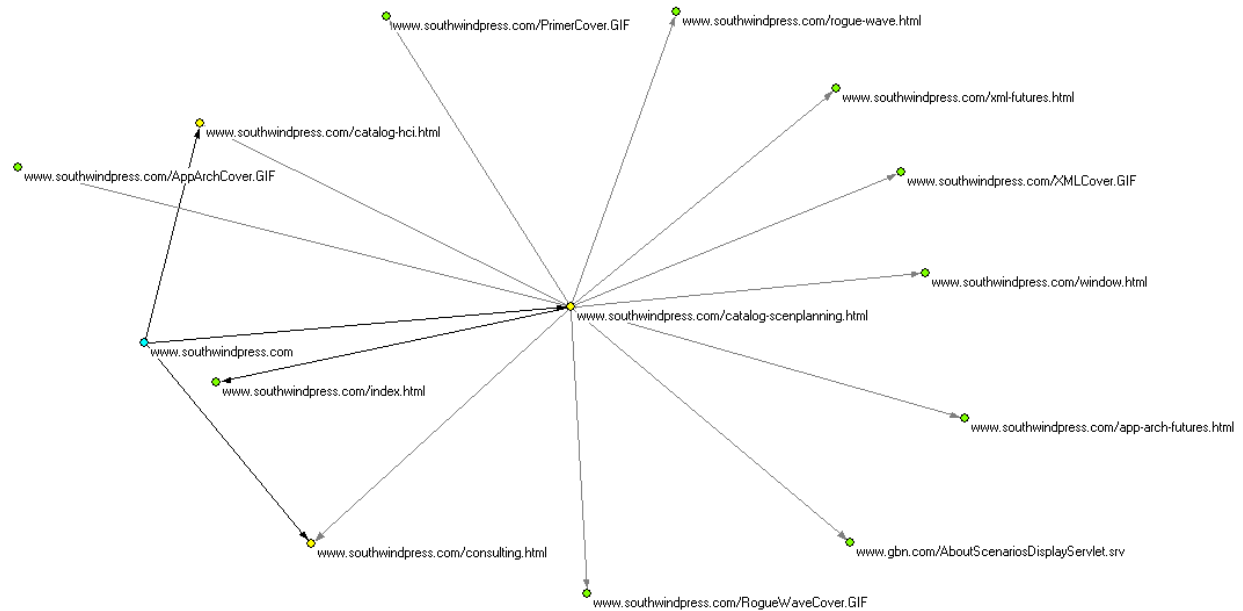 www.southwindpress.com/rogue-wave.html
www.southwindpress.com/PrimerCover.GIF
www.southwindpress.com/xml-futures.html
www.southwindpress.com/catalog-hci.html
www.southwindpress.com/AppArchCover.GIF
www.southwindpress.com/XMLCover.GIF
www.southwindpress.com/window.html
www.southwindpress.com/catalog-scenplanning.html
www.southwindpress.com
www.southwindpress.com/index.html
www.southwindpress.com/app-arch-futures.html
www.southwindpress.com/consulting.html
www.gbn.com/AboutScenariosDisplayServlet.srv
www.southwindpress.com/RogueWaveCover.GIF